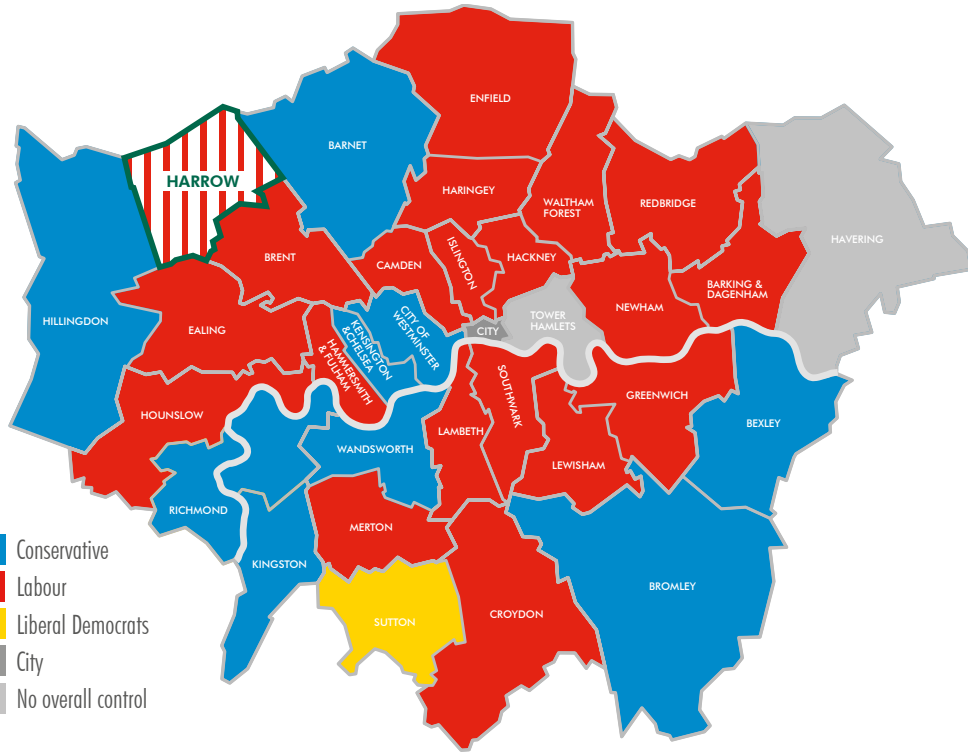 ENFIELD
BARNET
HARROW
HARINGEY
WALTHAM
FOREST
REDBRIDGE
HAVERING
BRENT
CAMDEN
ISLINGTON
HACKNEY
BARKING &
DAGENHAM
NEWHAM
HILLINGDON
EALING
HAMMERSMITH
& FULHAM
KENSINGTON
&CHELSEA
CITY OF
WESTMINSTER
CITY
TOWER
HAMLETS
HOUNSLOW
WANDSWORTH
LAMBETH
SOUTHWARK
GREENWICH
BEXLEY
LEWISHAM
RICHMOND
MERTON
KINGSTON
BROMLEY
SUTTON
CROYDON
Conservative
Labour
Liberal Democrats
City
No overall control